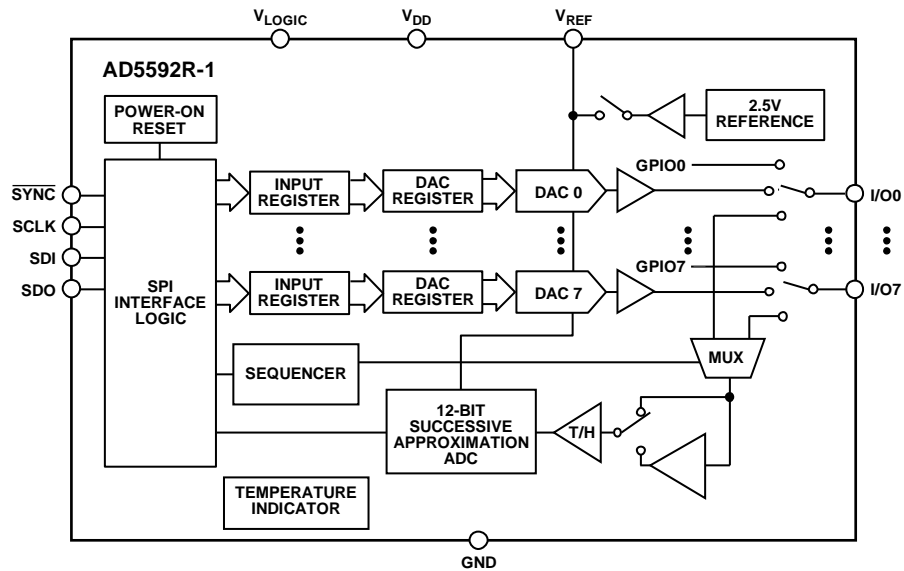 VLOGIC
VDD
VREF
AD5592R-1
POWER-ON
RESET
2.5V
REFERENCE
SYNC
SCLK
SDI
SDO
SPI
INTERFACE
LOGIC
INPUT
REGISTER
DAC
REGISTER
DAC 0
GPIO0
I/O0
INPUT
REGISTER
DAC
REGISTER
DAC 7
GPIO7
I/O7
SEQUENCER
MUX
12-BIT
SUCCESSIVE
APPROXIMATION
ADC
T/H
TEMPERATURE
INDICATOR
GND